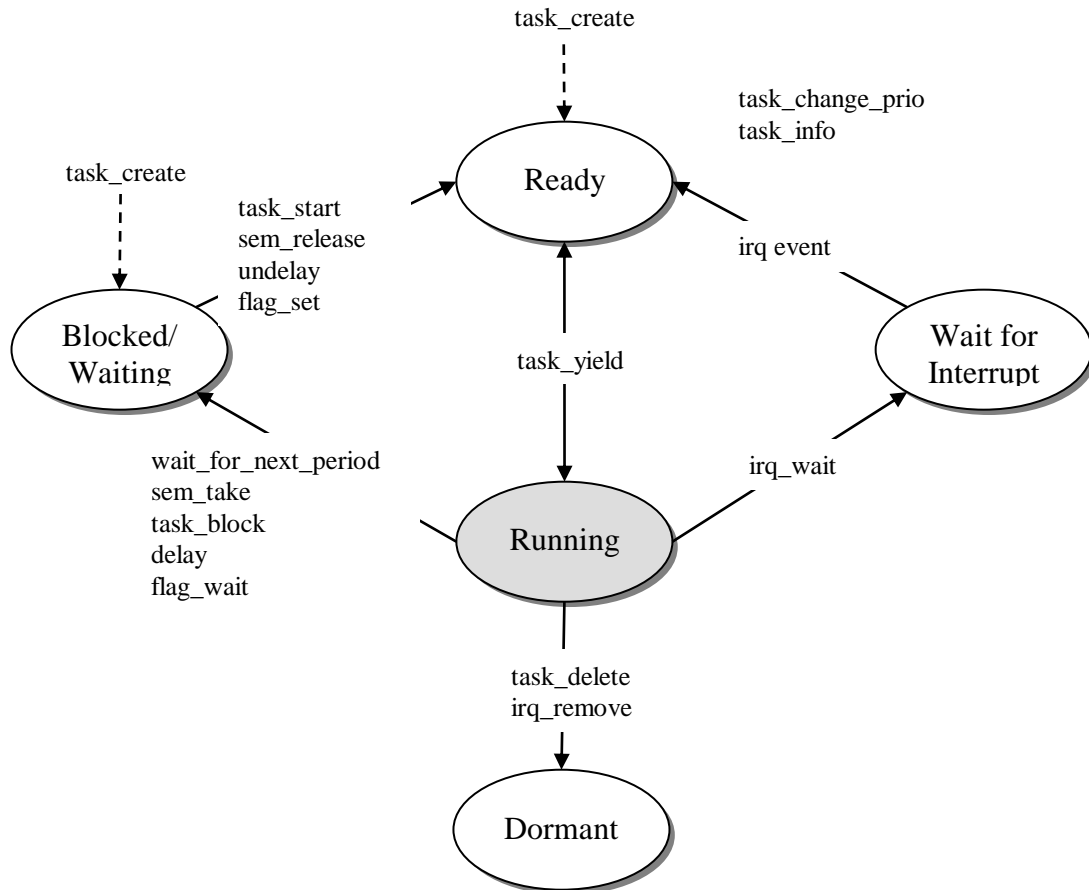 task_create
task_change_prio
task_info
Ready
task_create
task_start
sem_release
undelay
flag_set
irq event
Blocked/
Waiting
task_yield
Wait for
Interrupt
wait_for_next_period
sem_take
task_block
delay
flag_wait
irq_wait
Running
task_delete
irq_remove
Dormant